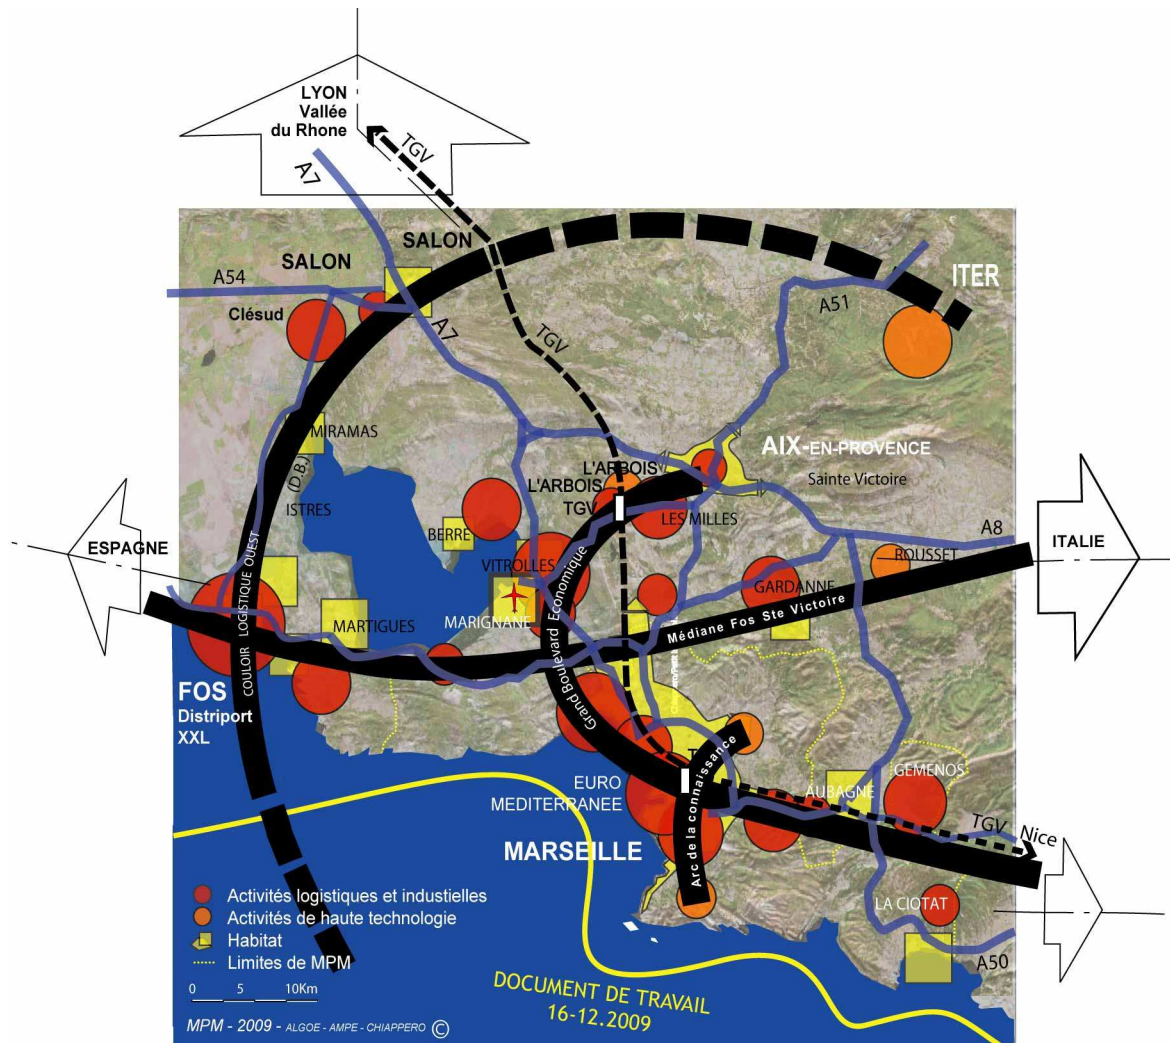 LYON
Vallée
du Rhone
TGV
A7
SALON
SALON
A54
Clésud
A7
TGV
A51
ITER
MIRAMAS
(D.B.)
ISTRES
AIX-EN-PROVENCE
Sainte Victoire
L'ARBOIS
L'ARBOIS
TGV
LES MILLES
BERRE
VITROLLES
A8
ESPAGNE
ITALIE
ROUSSET
GARDANNE
MARIGNANE
MARTIGUES
COULOIR LOGISTIQUE OUEST
Grand Boulevard Economique
Médiane Fos Ste Victoire
FOS
Distriport
XXL
EURO
MEDITERRANEE
MARSEILLE
Arc de la connaissance
AUBAGNE
GEMENOS
TGV Nice
LA CIOTAT
A50
Activités logistiques et industielles
Activités de haute technologie
Habitat
Limites de MPM
0 5 10Km
DOCUMENT DE TRAVAIL
16-12.2009
MPM - 2009 - ALGOE - AMPE - CHIAPPERO ©